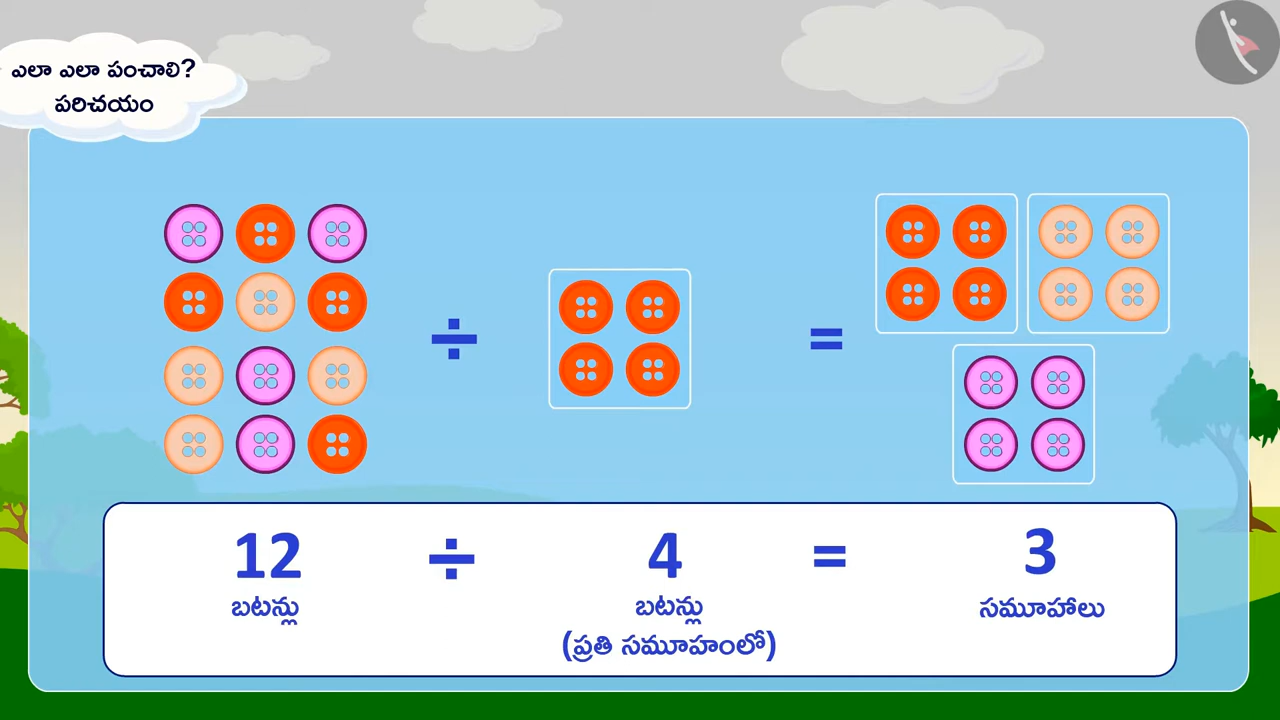 ఎలా ఎలా పంచాలి?
పరిచయం
÷ =
12 ÷ 4 = 3
బటన్లు బటన్లు సమూహాలు
(ప్రతి సమూహంలో)